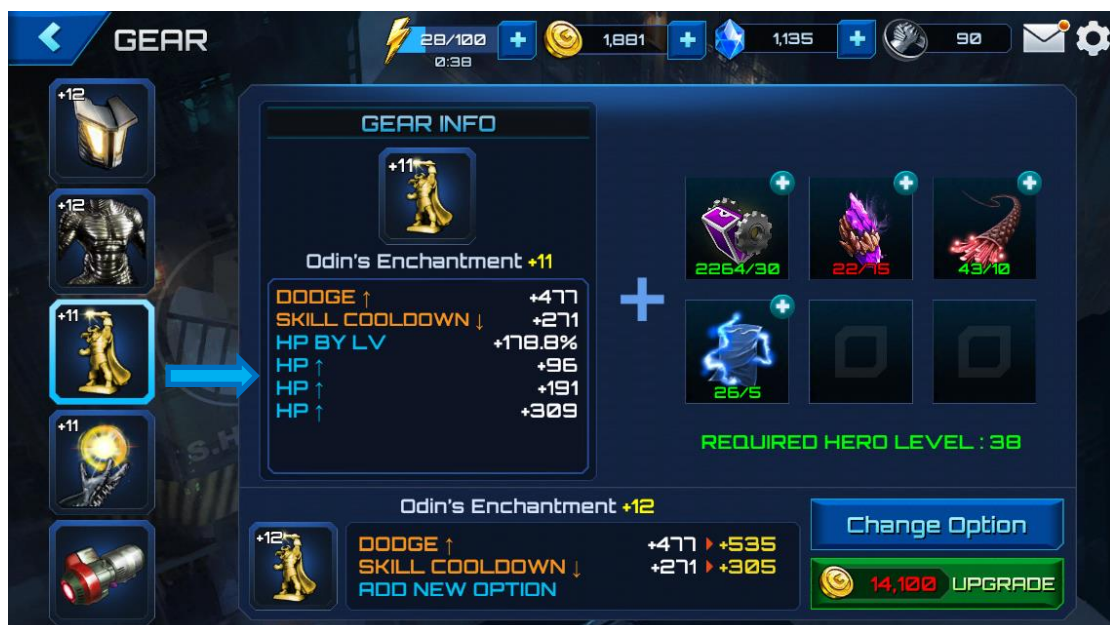 GEAR
28/100
0:38
1,881
1,135
90
+12
+12
+11
+11
GEAR INFO
+11
Odin's Enchantment +11
DODGE ↑ +477
SKILL COOLDOWN ↓ +271
HP BY LV +178.8%
HP ↑ +96
HP ↑ +191
HP ↑ +309
2264/30
22/75
43/10
26/5
REQUIRED HERO LEVEL : 38
Odin's Enchantment +12
+12
DODGE ↑ +477 ▸ +535
SKILL COOLDOWN ↓ +271 ▸ +305
ADD NEW OPTION
Change Option
14,100 UPGRADE